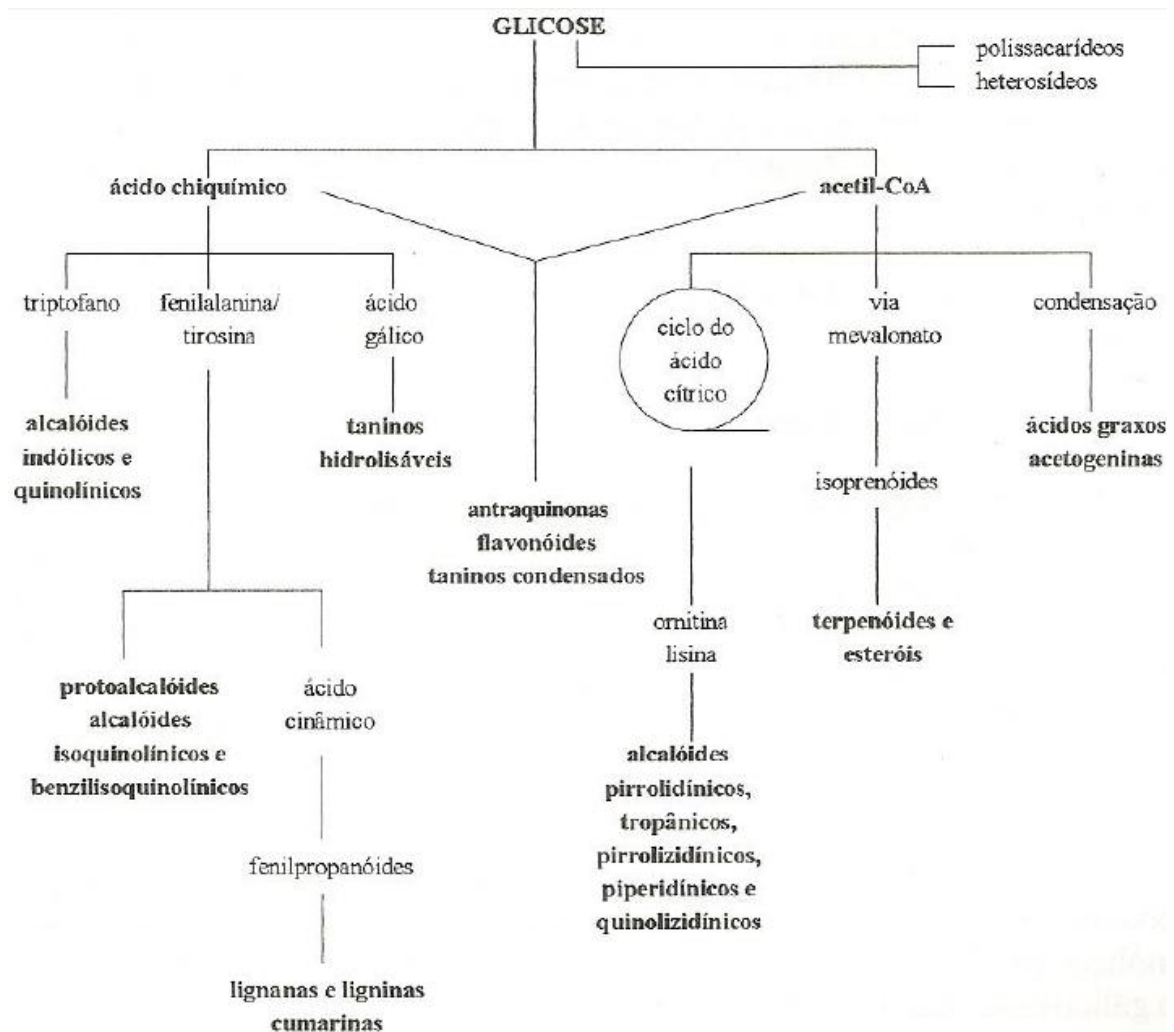 GLICOSE
polissacarídeos
heterosídeos
ácido chiquímico
acetil-CoA
triptofano
fenilalanina/
tirosina
ácido
gálico
ciclo do
ácido
cítrico
via
mevalonato
condensação
alcalóides
indólicos e
quinolínicos
taninos
hidrolisáveis
ácidos graxos
acetogeninas
isoprenóides
antraquinonas
flavonóides
taninos condensados
ornitina
lisina
terpenóides e
esteróis
protoalcalóides
alcalóides
isoquinolínicos e
benzilisoquinolínicos
ácido
cinâmico
alcalóides
pirrolidínicos,
tropânicos,
pirrolizidínicos,
piperidínicos e
quinolizidínicos
fenilpropanóides
lignanas e ligninas
cumarinas